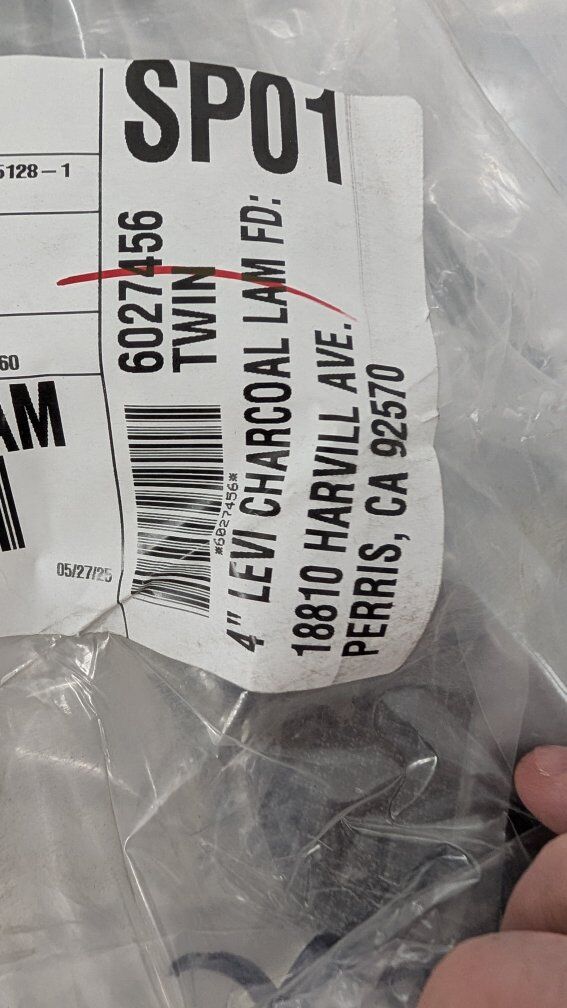 SP01
5128-1
6027456
TWIN
60
AM
*6027456*
4" LEVI CHARCOAL LAM FD:
18810 HARVILL AVE.
PERRIS, CA 92570
05/27/25